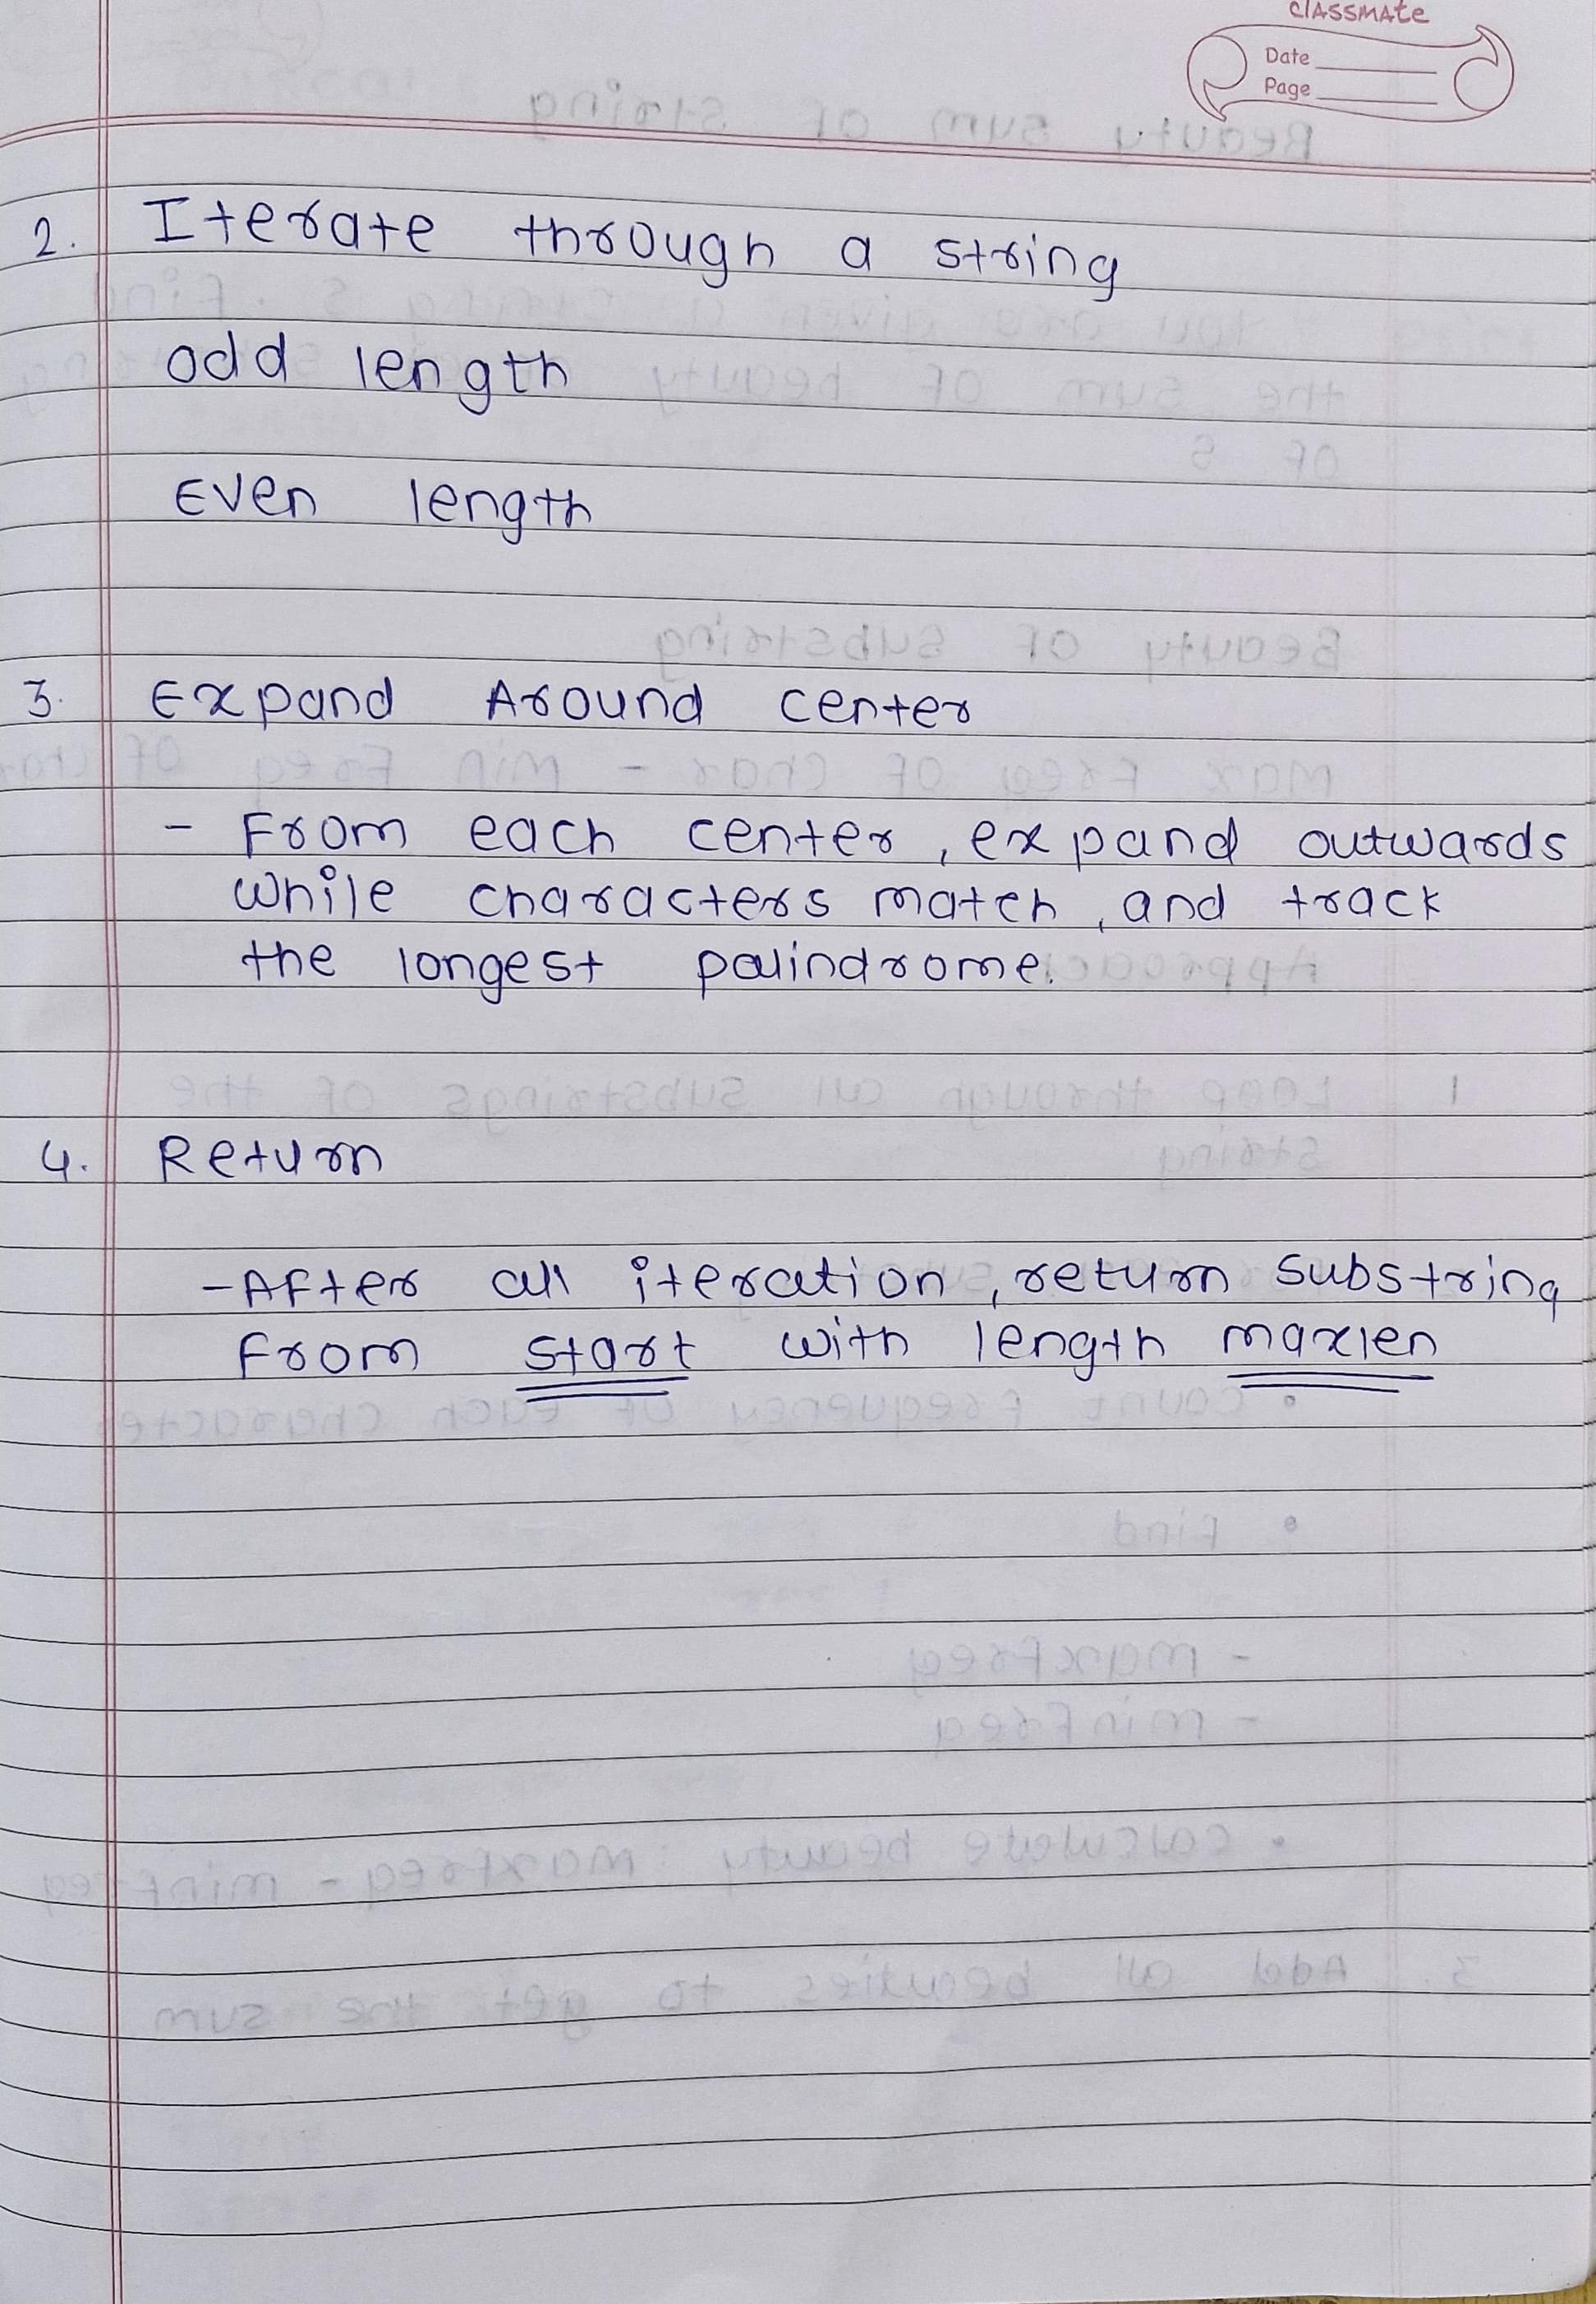 classmate
Date
Page
2. Iterate through a string
odd length
Even length
3. Expand Around center
- From each center, expand outwards
while characters match, and track
the longest palindrome.
4. Return
- After all iteration, return substring
from start with length maxlen